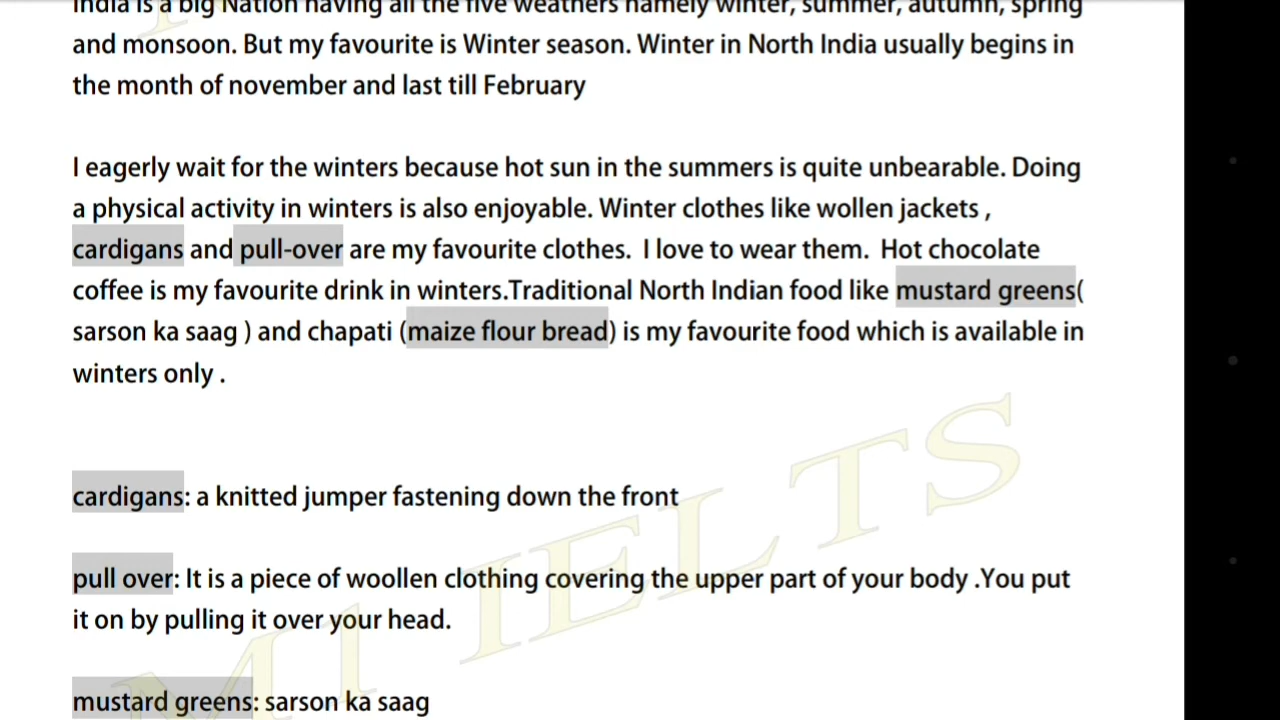 India is a big Nation having all the five weathers namely winter, summer, autumn, spring
and monsoon. But my favourite is Winter season. Winter in North India usually begins in
the month of november and last till February
I eagerly wait for the winters because hot sun in the summers is quite unbearable. Doing
a physical activity in winters is also enjoyable. Winter clothes like wollen jackets ,
cardigans and pull-over are my favourite clothes. I love to wear them. Hot chocolate
coffee is my favourite drink in winters.Traditional North Indian food like mustard greens(
sarson ka saag ) and chapati (maize flour bread) is my favourite food which is available in
winters only .
cardigans: a knitted jumper fastening down the front
pull over: It is a piece of woollen clothing covering the upper part of your body .You put
it on by pulling it over your head.
mustard greens: sarson ka saag
M1 IELTS